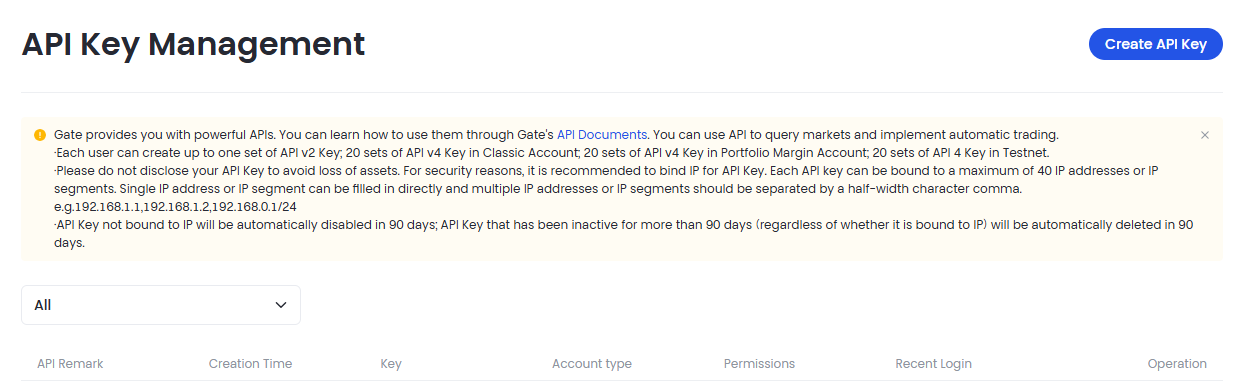 API Key Management
Create API Key
Gate provides you with powerful APIs. You can learn how to use them through Gate's API Documents. You can use API to query markets and implement automatic trading.
·Each user can create up to one set of API v2 Key; 20 sets of API v4 Key in Classic Account; 20 sets of API v4 Key in Portfolio Margin Account; 20 sets of API 4 Key in Testnet.
·Please do not disclose your API Key to avoid loss of assets. For security reasons, it is recommended to bind IP for API Key. Each API key can be bound to a maximum of 40 IP addresses or IP
segments. Single IP address or IP segment can be filled in directly and multiple IP addresses or IP segments should be separated by a half-width character comma.
e.g.192.168.1.1,192.168.1.2,192.168.0.1/24
·API Key not bound to IP will be automatically disabled in 90 days; API Key that has been inactive for more than 90 days (regardless of whether it is bound to IP) will be automatically deleted in 90
days.
All
API Remark Creation Time Key Account type Permissions Recent Login Operation